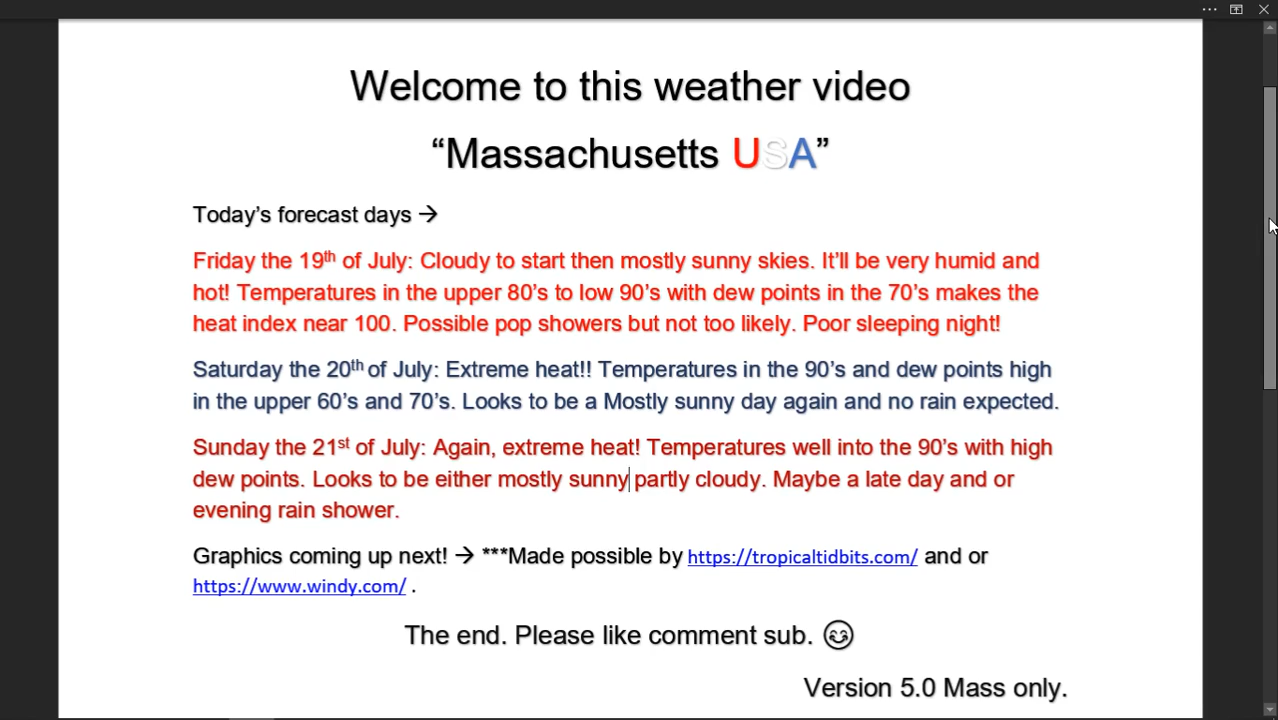 Welcome to this weather video
“Massachusetts USA”
Today’s forecast days →
Friday the 19th of July: Cloudy to start then mostly sunny skies. It’ll be very humid and
hot! Temperatures in the upper 80’s to low 90’s with dew points in the 70’s makes the
heat index near 100. Possible pop showers but not too likely. Poor sleeping night!
Saturday the 20th of July: Extreme heat!! Temperatures in the 90’s and dew points high
in the upper 60’s and 70’s. Looks to be a Mostly sunny day again and no rain expected.
Sunday the 21st of July: Again, extreme heat! Temperatures well into the 90’s with high
dew points. Looks to be either mostly sunny partly cloudy. Maybe a late day and or
evening rain shower.
Graphics coming up next! → ***Made possible by https://tropicaltidbits.com/ and or
https://www.windy.com/ .
The end. Please like comment sub. 😊
Version 5.0 Mass only.